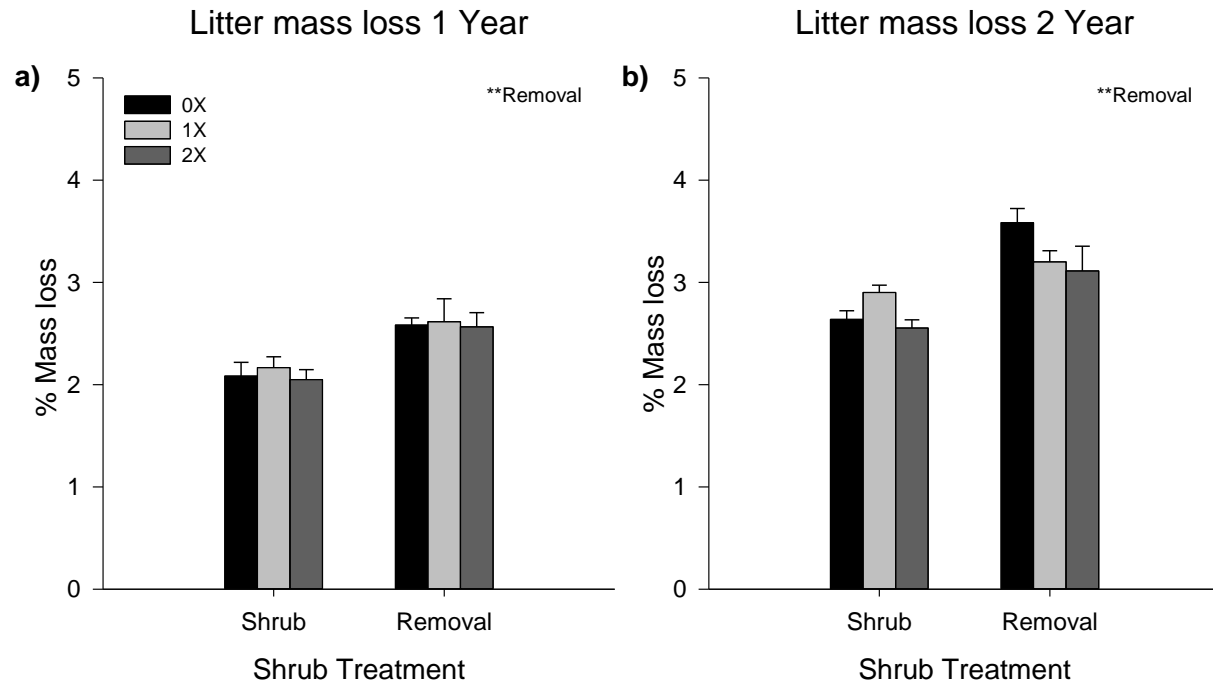 Litter mass loss 1 Year
a)
**Removal
0X
1X
2X
5
4
3
2
1
0
% Mass loss
Shrub
Removal
Shrub Treatment
Litter mass loss 2 Year
b)
**Removal
5
4
3
2
1
0
% Mass loss
Shrub
Removal
Shrub Treatment